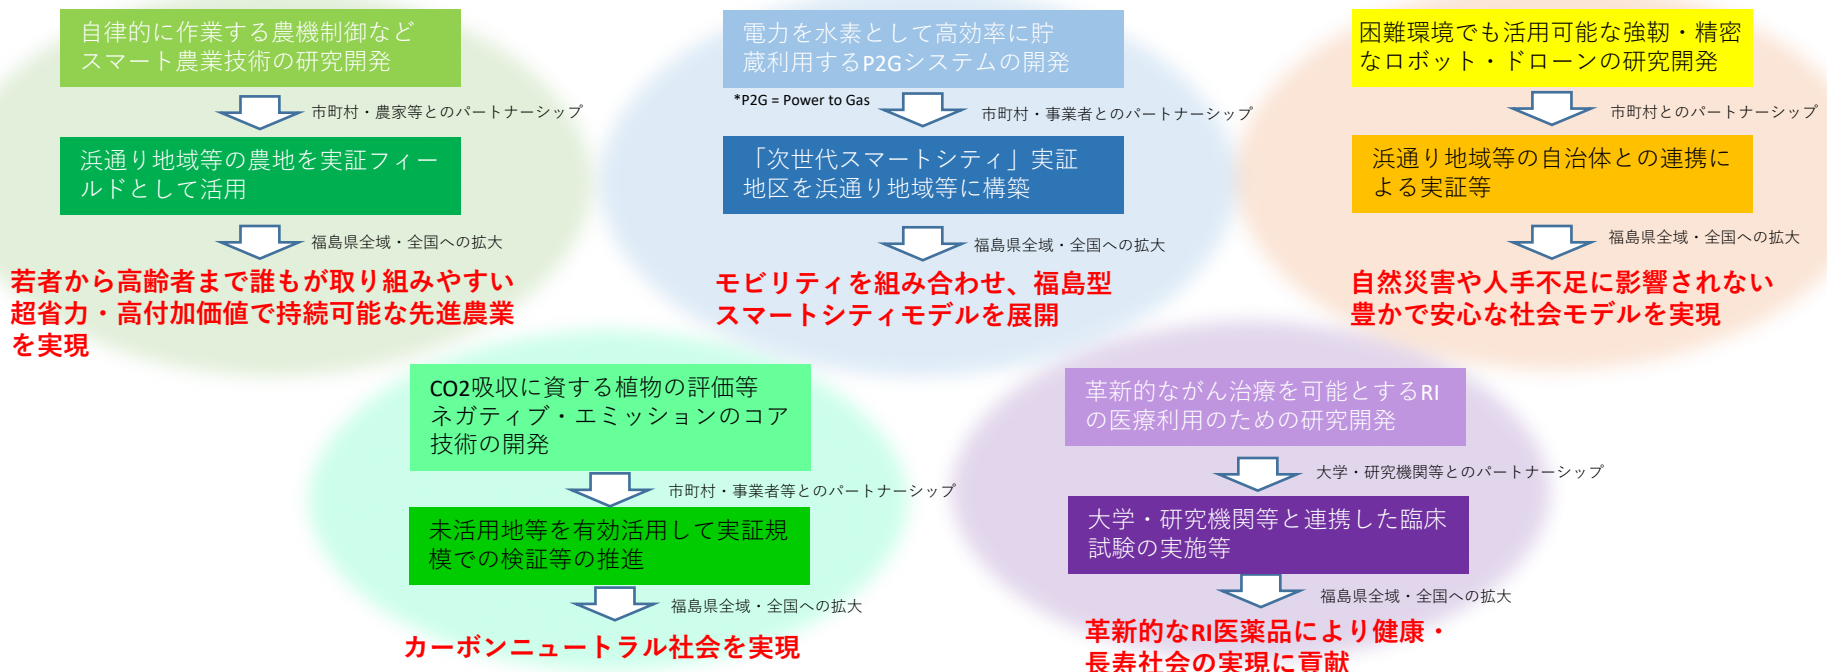 自律的に作業する農機制御など
スマート農業技術の研究開発
市町村・農家等とのパートナーシップ
浜通り地域等の農地を実証フィー
ルドとして活用
福島県全域・全国への拡大
若者から高齢者まで誰もが取り組みやすい
超省力・高付加価値で持続可能な先進農業
を実現
電力を水素として高効率に貯
蔵利用するP2Gシステムの開発
*P2G = Power to Gas
市町村・事業者とのパートナーシップ
「次世代スマートシティ」実証
地区を浜通り地域等に構築
福島県全域・全国への拡大
モビリティを組み合わせ、福島型
スマートシティモデルを展開
困難環境でも活用可能な強靭・精密
なロボット・ドローンの研究開発
市町村とのパートナーシップ
浜通り地域等の自治体との連携に
よる実証等
福島県全域・全国への拡大
自然災害や人手不足に影響されない
豊かで安心な社会モデルを実現
CO2吸収に資する植物の評価等
ネガティブ・エミッションのコア
技術の開発
市町村・事業者等とのパートナーシップ
未活用地等を有効活用して実証規
模での検証等の推進
福島県全域・全国への拡大
カーボンニュートラル社会を実現
革新的ながん治療を可能とするRI
の医療利用のための研究開発
大学・研究機関等とのパートナーシップ
大学・研究機関等と連携した臨床
試験の実施等
福島県全域・全国への拡大
革新的なRI医薬品により健康・
長寿社会の実現に貢献